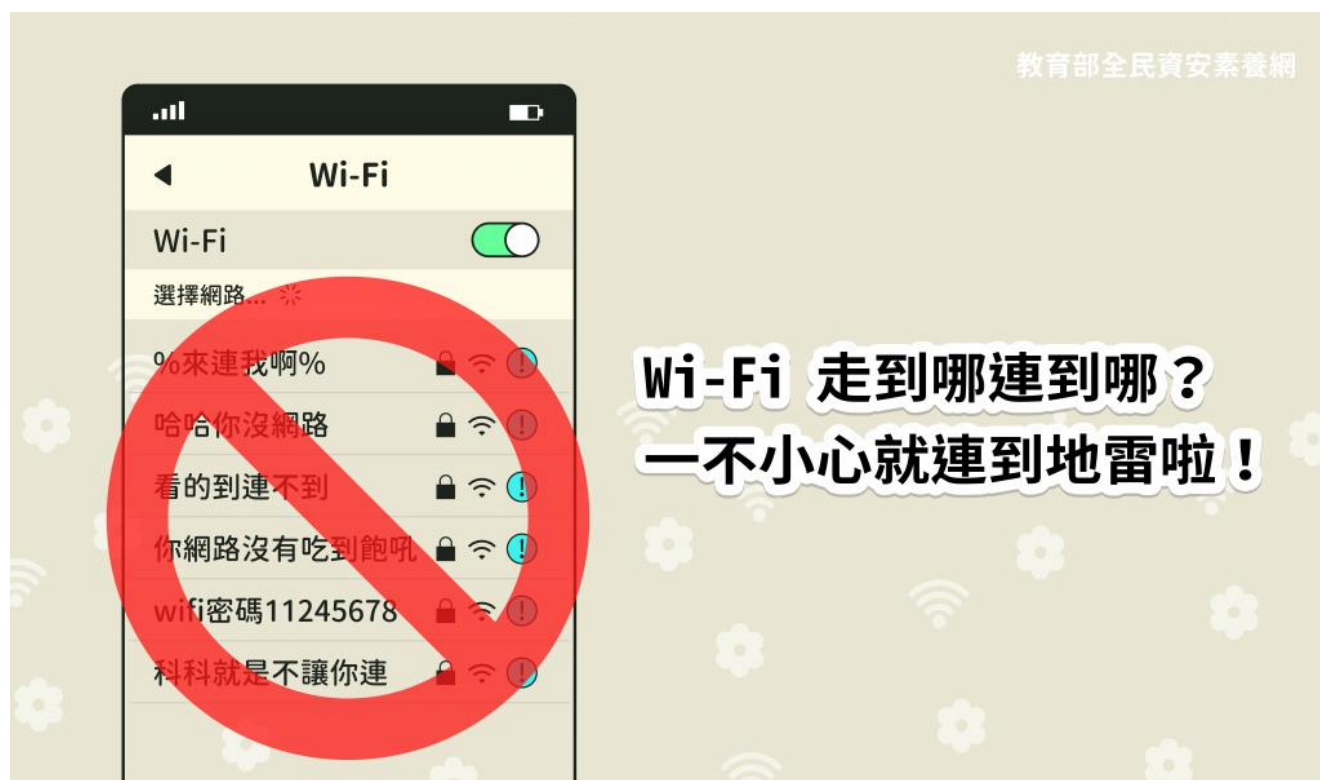 教育部全民資安素養網
Wi-Fi
Wi-Fi
選擇網路...
%來連我啊%
哈哈你沒網路
看的到連不到
你網路沒有吃到飽吼
wifi密碼11245678
科科就是不讓你連
Wi-Fi 走到哪連到哪？
一不小心就連到地雷啦！